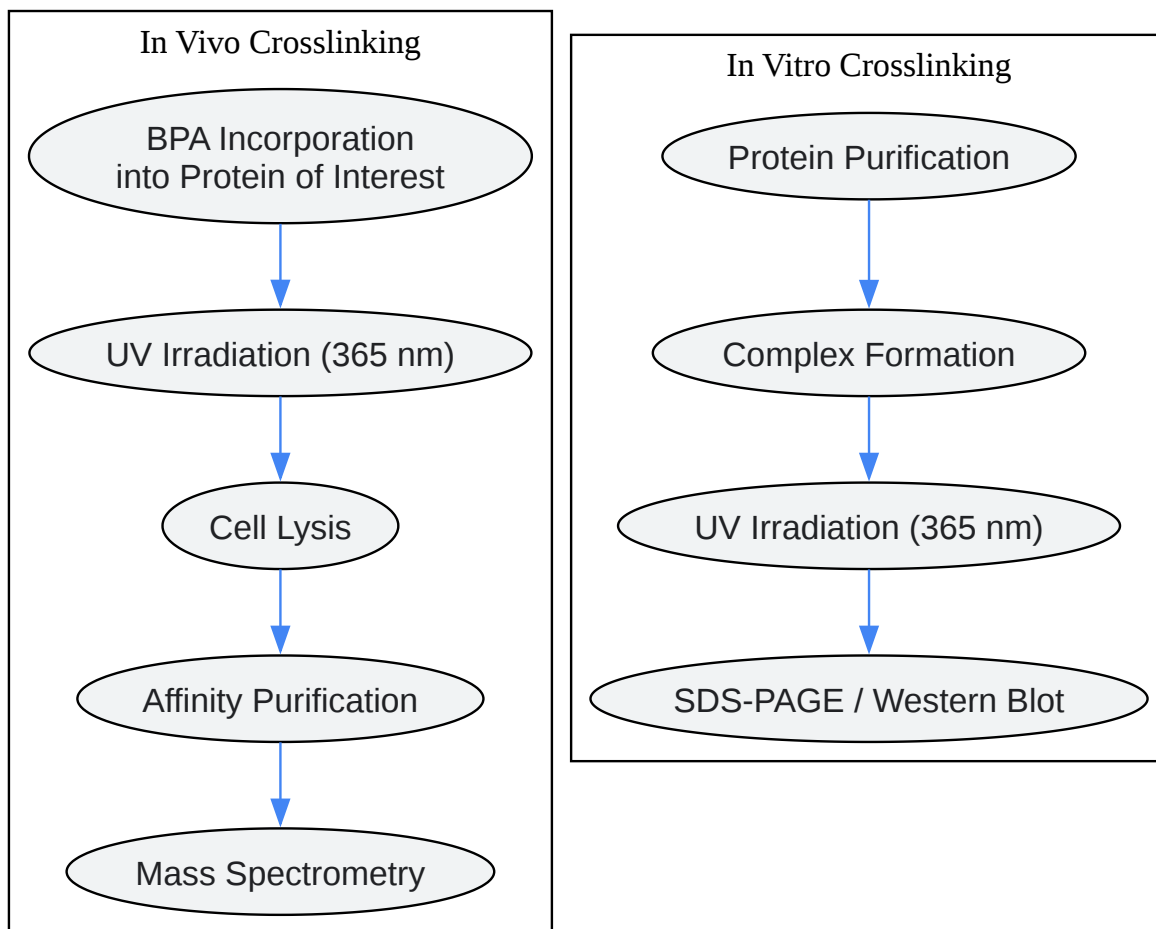 In Vivo Crosslinking
BPA Incorporation
into Protein of Interest
UV Irradiation (365 nm)
Cell Lysis
Affinity Purification
Mass Spectrometry
In Vitro Crosslinking
Protein Purification
Complex Formation
UV Irradiation (365 nm)
SDS-PAGE / Western Blot